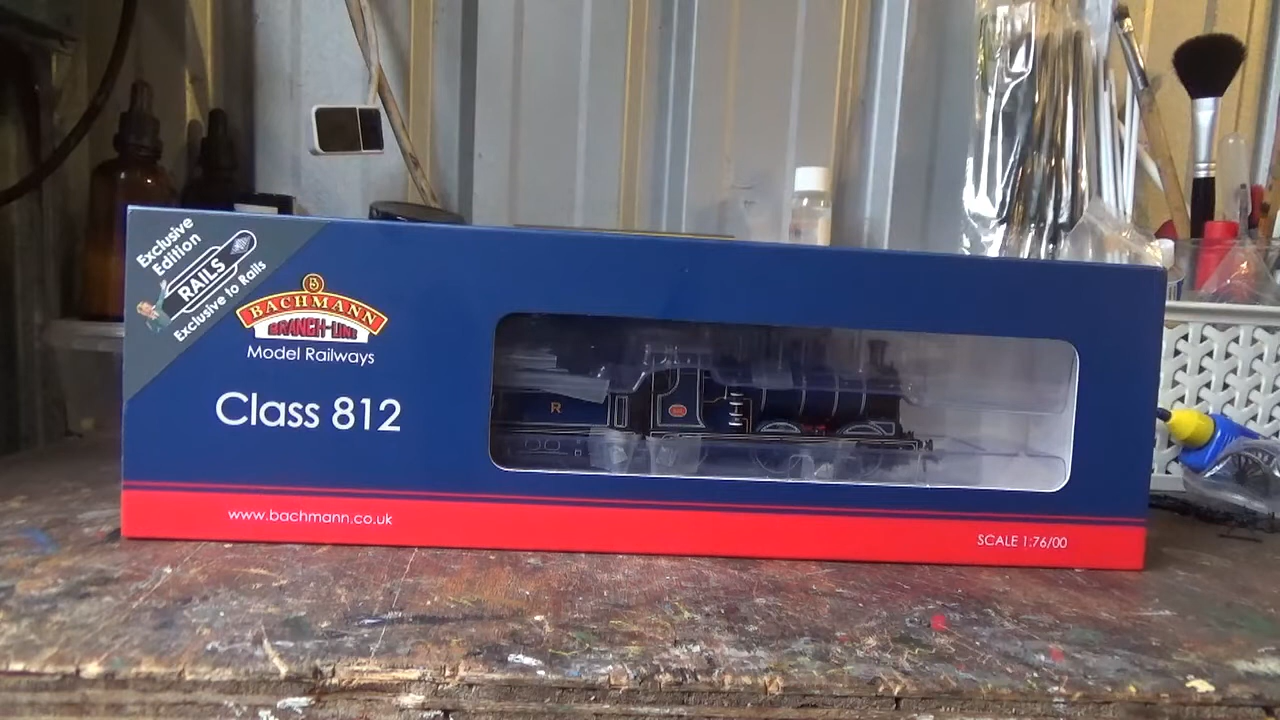 Exclusive
Edition
RAILS
Exclusive to Rails
BACHMANN
BRANCH-LINE
Model Railways
Class 812
R
www.bachmann.co.uk
SCALE 1:76/00